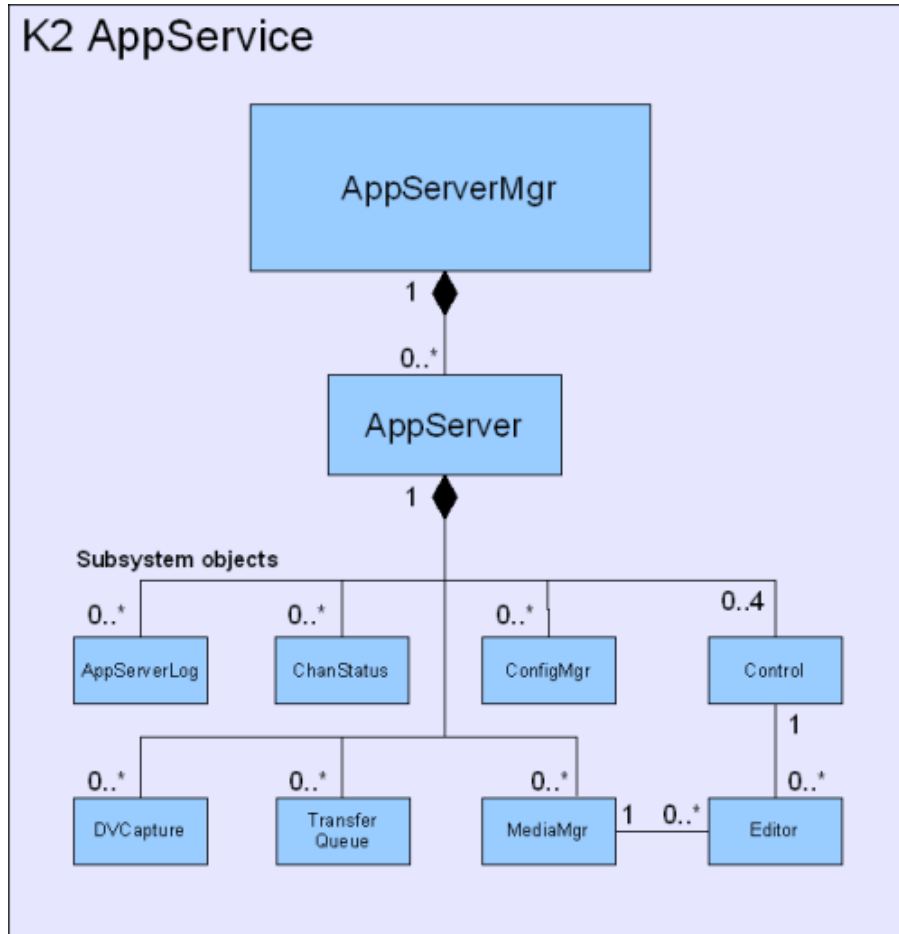 K2 AppService
AppServerMgr
1
0..*
AppServer
1
Subsystem objects
0..*
0..*
0..*
0..4
AppServerLog
ChanStatus
ConfigMgr
Control
1
0..*
0..*
0..*
0..*
DVCapture
Transfer
Queue
MediaMgr
1
0..*
Editor